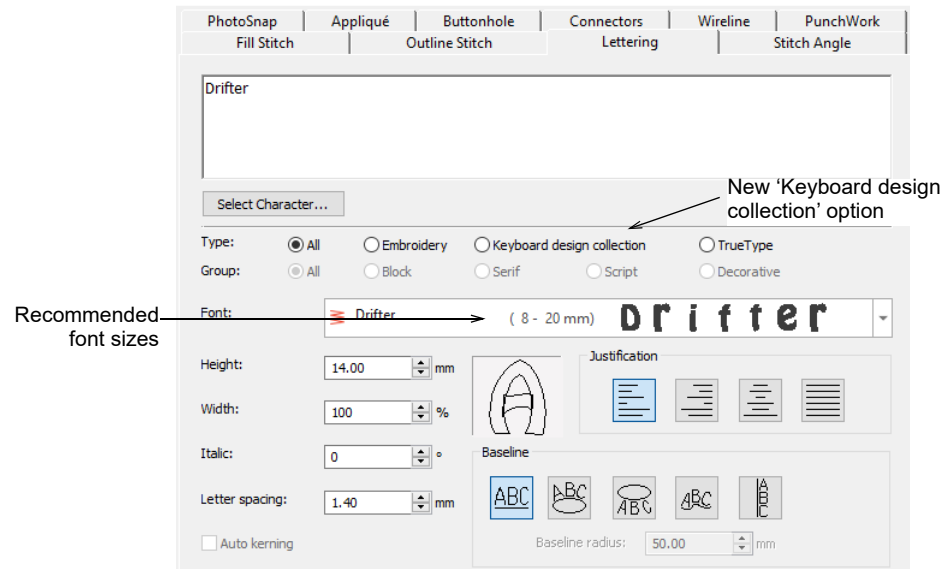 PhotoSnap Appliqué Buttonhole Connectors Wireline PunchWork
Fill Stitch Outline Stitch Lettering Stitch Angle
Drifter
Select Character...
New ‘Keyboard design
collection’ option
Type: All Embroidery Keyboard design collection TrueType
Group: All Block Serif Script Decorative
Recommended
font sizes
Font: Drifter ( 8 - 20 mm) Drifter
Height: 14.00 mm
Justification
Width: 100 %
Italic: 0 °
Baseline
Letter spacing: 1.40 mm
ABC ABC ABC ABC ABC
Auto kerning
Baseline radius: 50.00 mm